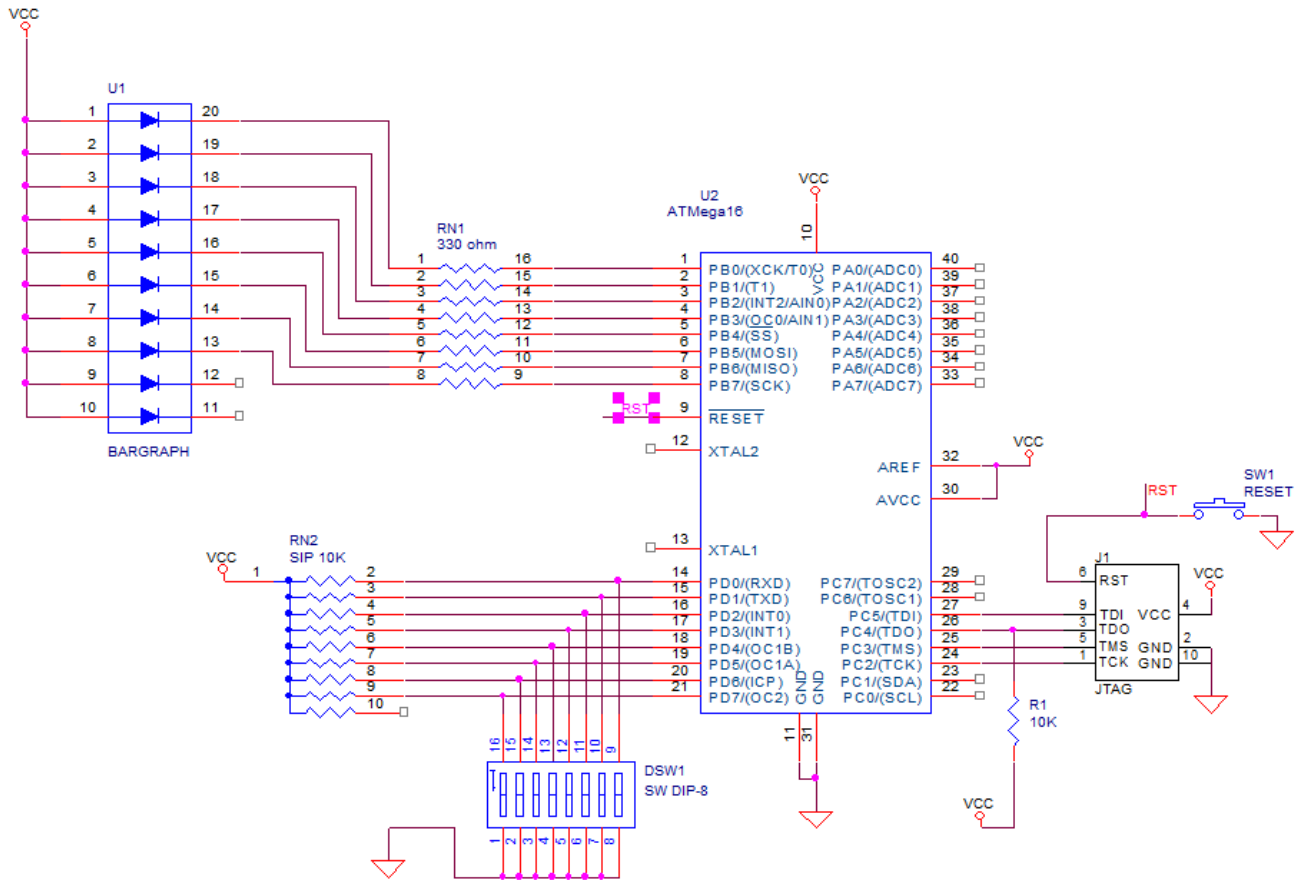 VCC
U1
1 20
2 19
3 18
4 17
5 16
6 15
7 14
8 13
9 12
10 11
BARGRAPH
RN1
330 ohm
1 16
2 15
3 14
4 13
5 12
6 11
7 10
8 9
U2
ATMega16
VCC
10
VCC
1 PB0/(XCK/T0) PA0/(ADC0) 40
2 PB1/(T1) PA1/(ADC1) 39
3 PB2/(INT2/AIN0) PA2/(ADC2) 37
4 PB3/(OC0/AIN1) PA3/(ADC3) 38
5 PB4/(SS) PA4/(ADC4) 36
6 PB5/(MOSI) PA5/(ADC5) 35
7 PB6/(MISO) PA6/(ADC6) 34
8 PB7/(SCK) PA7/(ADC7) 33
RST
9 RESET
12 XTAL2
AREF 32
AVCC 30
VCC
13 XTAL1
14 PD0/(RXD) PC7/(TOSC2) 29
15 PD1/(TXD) PC6/(TOSC1) 28
16 PD2/(INT0) PC5/(TDI) 27
17 PD3/(INT1) PC4/(TDO) 26
18 PD4/(OC1B) PC3/(TMS) 25
19 PD5/(OC1A) PC2/(TCK) 24
20 PD6/(ICP) PC1/(SDA) 23
21 PD7/(OC2) PC0/(SCL) 22
GND
GND
11
31
RN2
SIP 10K
VCC
1
2
3
4
5
6
7
8
9
10
16 15 14 13 12 11 10 9
DSW1
SW DIP-8
1 2 3 4 5 6 7 8
RST
SW1
RESET
J1
6 RST
9 TDI VCC 4
3 TDO
5 TMS GND 2
1 TCK GND 10
JTAG
VCC
R1
10K
VCC